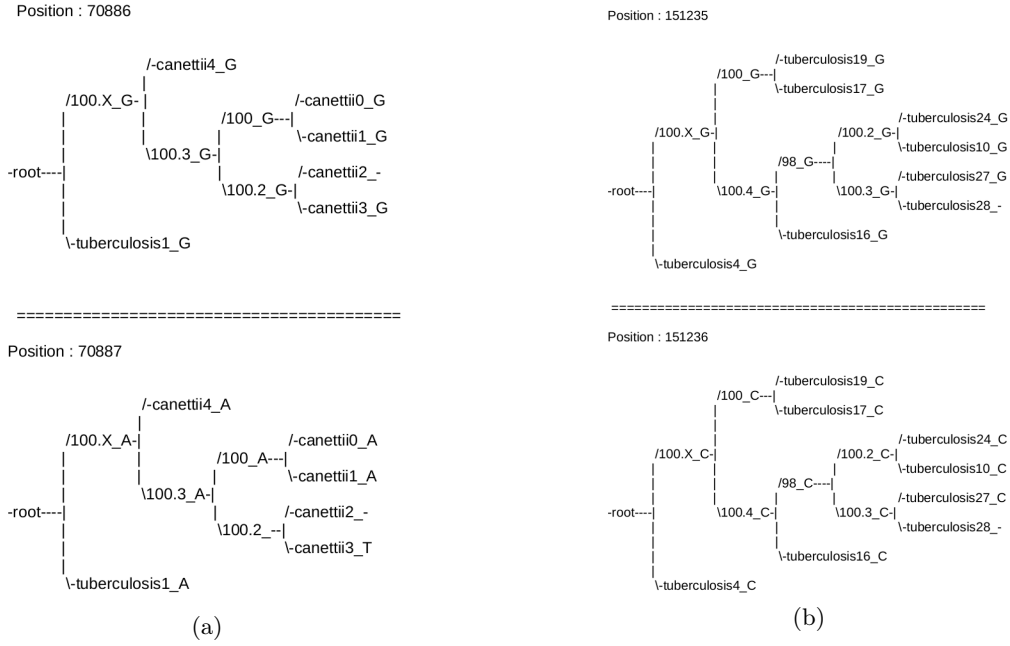 Position : 70886
/-canettii4_G
/100.X_G-|
/-canettii0_G
/100_G---|
\-canettii1_G
\100.3_G-|
/-canettii2_-
-root----|
\100.2_G-|
\-canettii3_G
\-tuberculosis1_G
=========================================
Position : 70887
/-canettii4_A
/100.X_A-|
/-canettii0_A
/100_A---|
\-canettii1_A
\100.3_A-|
/-canettii2_-
-root----|
\100.2_--|
\-canettii3_T
\-tuberculosis1_A
(a)
Position : 151235
/-tuberculosis19_G
/100_G---|
\-tuberculosis17_G
/-tuberculosis24_G
/100.X_G-|
/100.2_G-|
\-tuberculosis10_G
/98_G----|
/-tuberculosis27_G
-root----|
\100.4_G-|
\100.3_G-|
\-tuberculosis28_-
\-tuberculosis16_G
\-tuberculosis4_G
=================================================
Position : 151236
/-tuberculosis19_C
/100_C---|
\-tuberculosis17_C
/-tuberculosis24_C
/100.X_C-|
/100.2_C-|
\-tuberculosis10_C
/98_C----|
/-tuberculosis27_C
-root----|
\100.4_C-|
\100.3_C-|
\-tuberculosis28_-
\-tuberculosis16_C
\-tuberculosis4_C
(b)